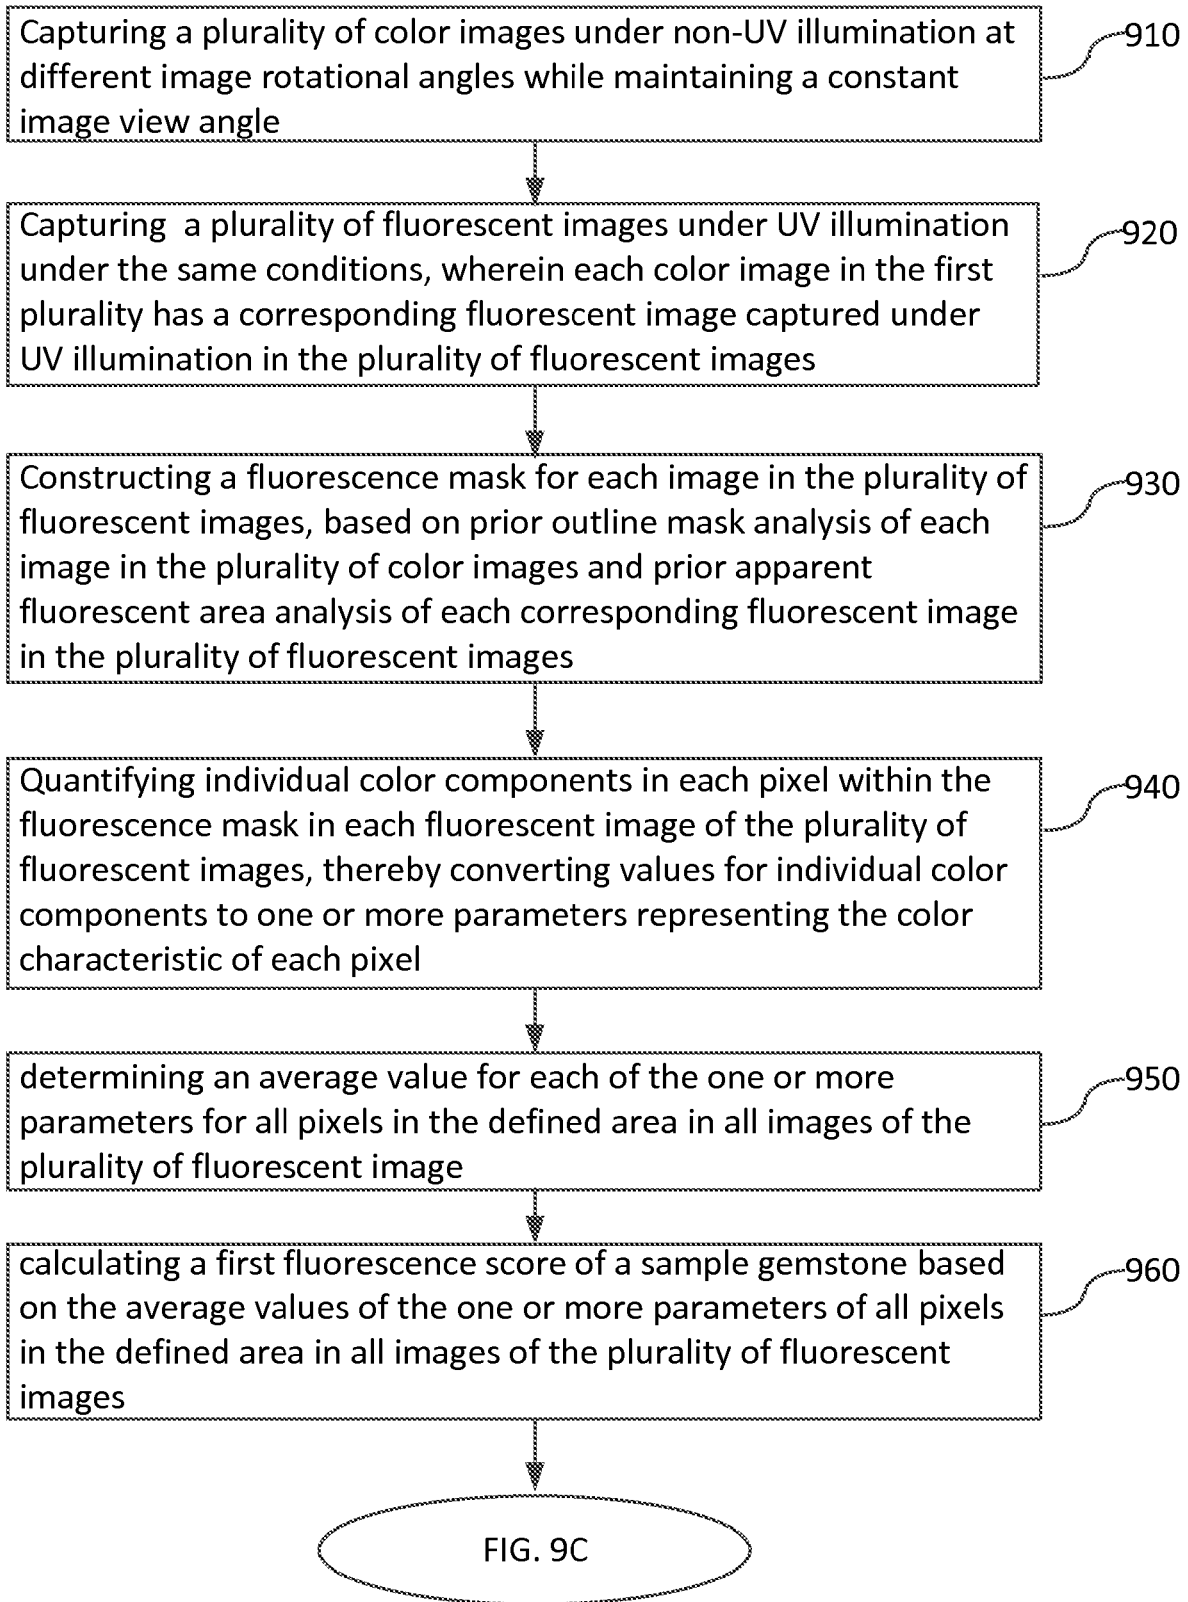 Capturing a plurality of color images under non-UV illumination at
different image rotational angles while maintaining a constant
image view angle
910
Capturing a plurality of fluorescent images under UV illumination
under the same conditions, wherein each color image in the first
plurality has a corresponding fluorescent image captured under
UV illumination in the plurality of fluorescent images
920
Constructing a fluorescence mask for each image in the plurality of
fluorescent images, based on prior outline mask analysis of each
image in the plurality of color images and prior apparent
fluorescent area analysis of each corresponding fluorescent image
in the plurality of fluorescent images
930
Quantifying individual color components in each pixel within the
fluorescence mask in each fluorescent image of the plurality of
fluorescent images, thereby converting values for individual color
components to one or more parameters representing the color
characteristic of each pixel
940
determining an average value for each of the one or more
parameters for all pixels in the defined area in all images of the
plurality of fluorescent image
950
calculating a first fluorescence score of a sample gemstone based
on the average values of the one or more parameters of all pixels
in the defined area in all images of the plurality of fluorescent
images
960
FIG. 9C